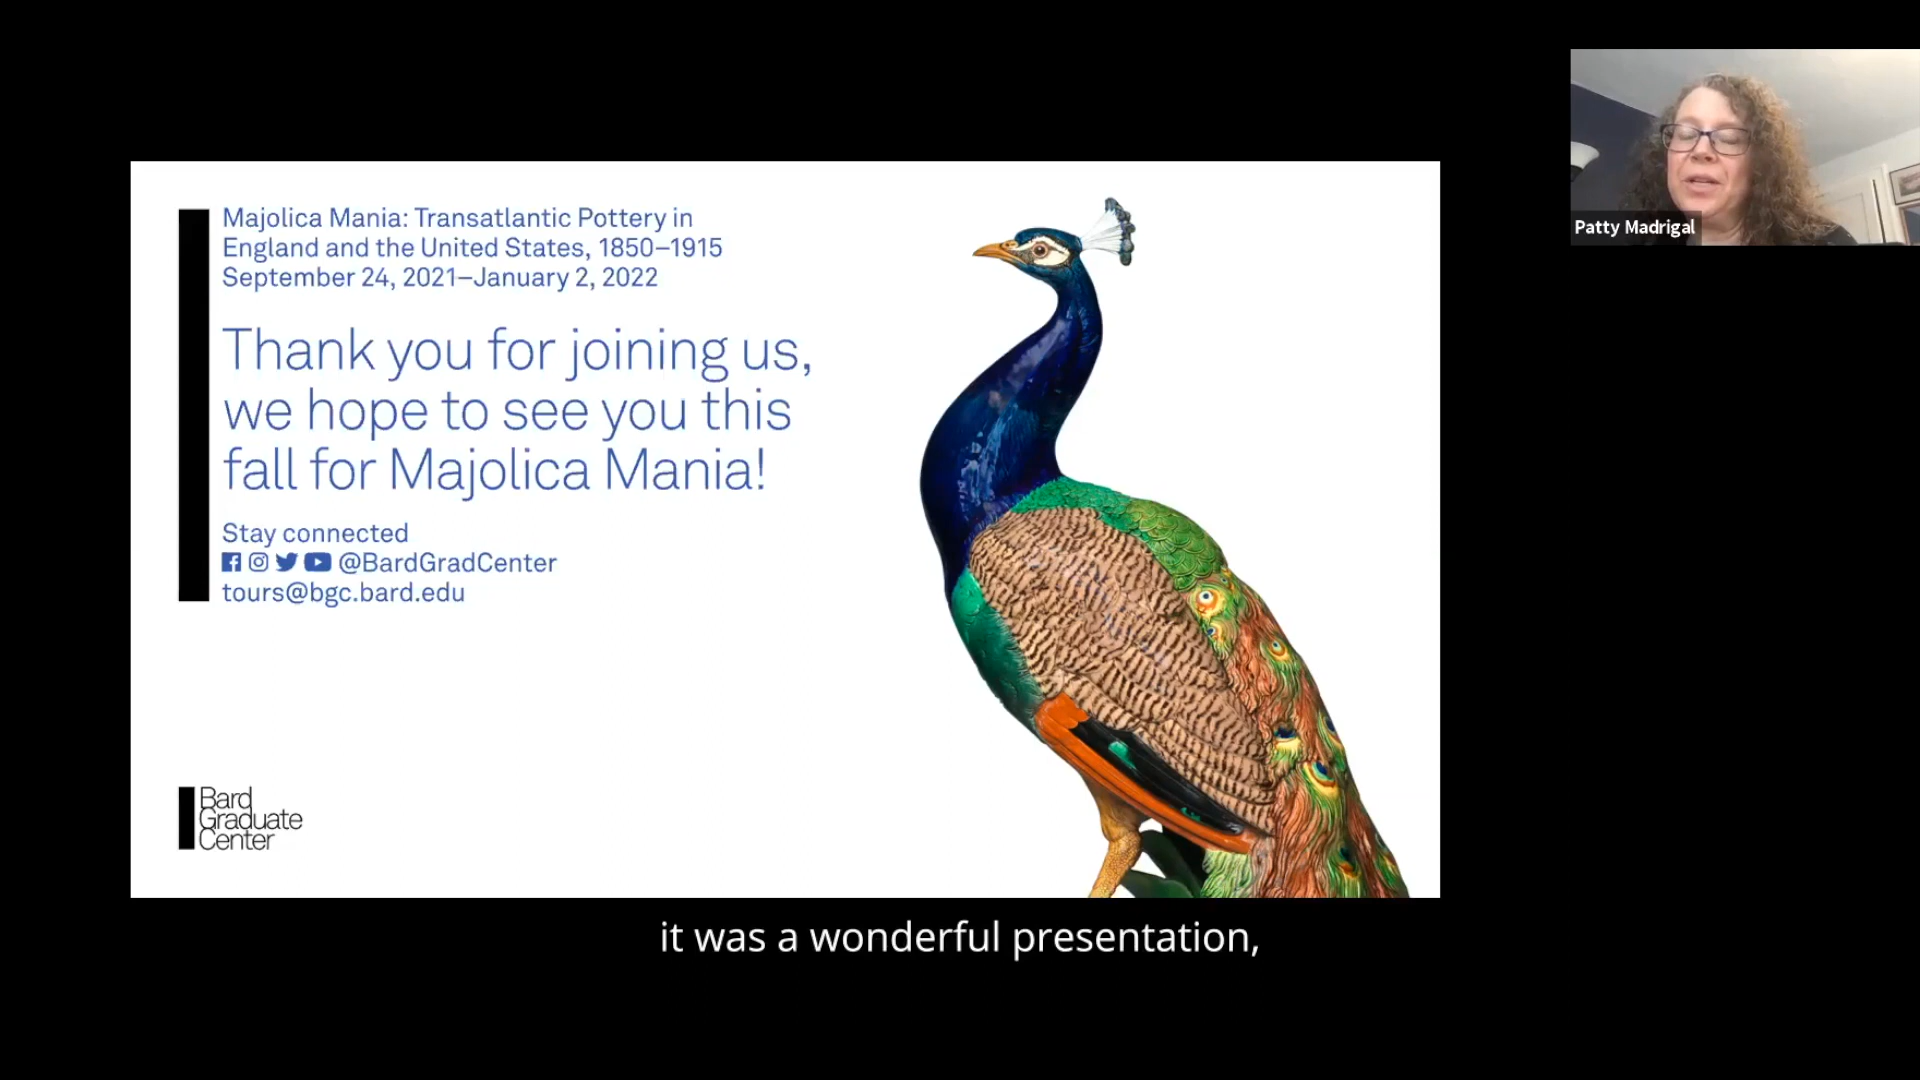 Majolica Mania: Transatlantic Pottery in
England and the United States, 1850–1915
September 24, 2021–January 2, 2022
Thank you for joining us,
we hope to see you this
fall for Majolica Mania!
Stay connected
@BardGradCenter
tours@bgc.bard.edu
Bard
Graduate
Center
Patty Madrigal
it was a wonderful presentation,